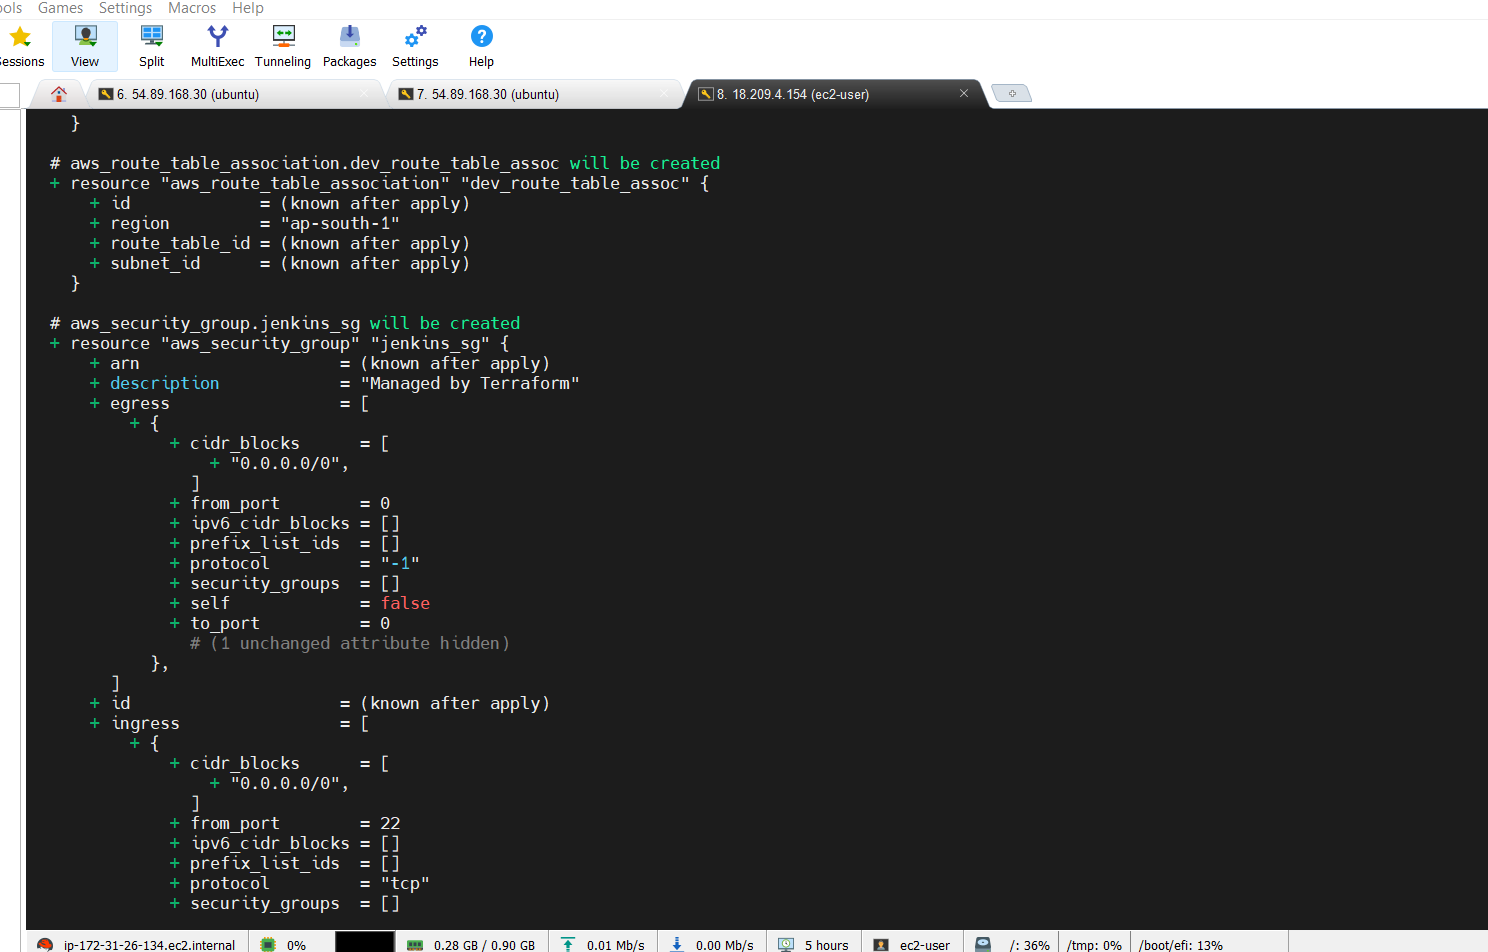 ools Games Settings Macros Help
Sessions View Split MultiExec Tunneling Packages Settings Help
6. 54.89.168.30 (ubuntu) 7. 54.89.168.30 (ubuntu) 8. 18.209.4.154 (ec2-user)
}
# aws_route_table_association.dev_route_table_assoc will be created
+ resource "aws_route_table_association" "dev_route_table_assoc" {
+ id = (known after apply)
+ region = "ap-south-1"
+ route_table_id = (known after apply)
+ subnet_id = (known after apply)
}
# aws_security_group.jenkins_sg will be created
+ resource "aws_security_group" "jenkins_sg" {
+ arn = (known after apply)
+ description = "Managed by Terraform"
+ egress = [
+ {
+ cidr_blocks = [
+ "0.0.0.0/0",
]
+ from_port = 0
+ ipv6_cidr_blocks = []
+ prefix_list_ids = []
+ protocol = "-1"
+ security_groups = []
+ self = false
+ to_port = 0
# (1 unchanged attribute hidden)
},
]
+ id = (known after apply)
+ ingress = [
+ {
+ cidr_blocks = [
+ "0.0.0.0/0",
]
+ from_port = 22
+ ipv6_cidr_blocks = []
+ prefix_list_ids = []
+ protocol = "tcp"
+ security_groups = []
ip-172-31-26-134.ec2.internal 0% 0.28 GB / 0.90 GB 0.01 Mb/s 0.00 Mb/s 5 hours ec2-user /: 36% /tmp: 0% /boot/efi: 13%